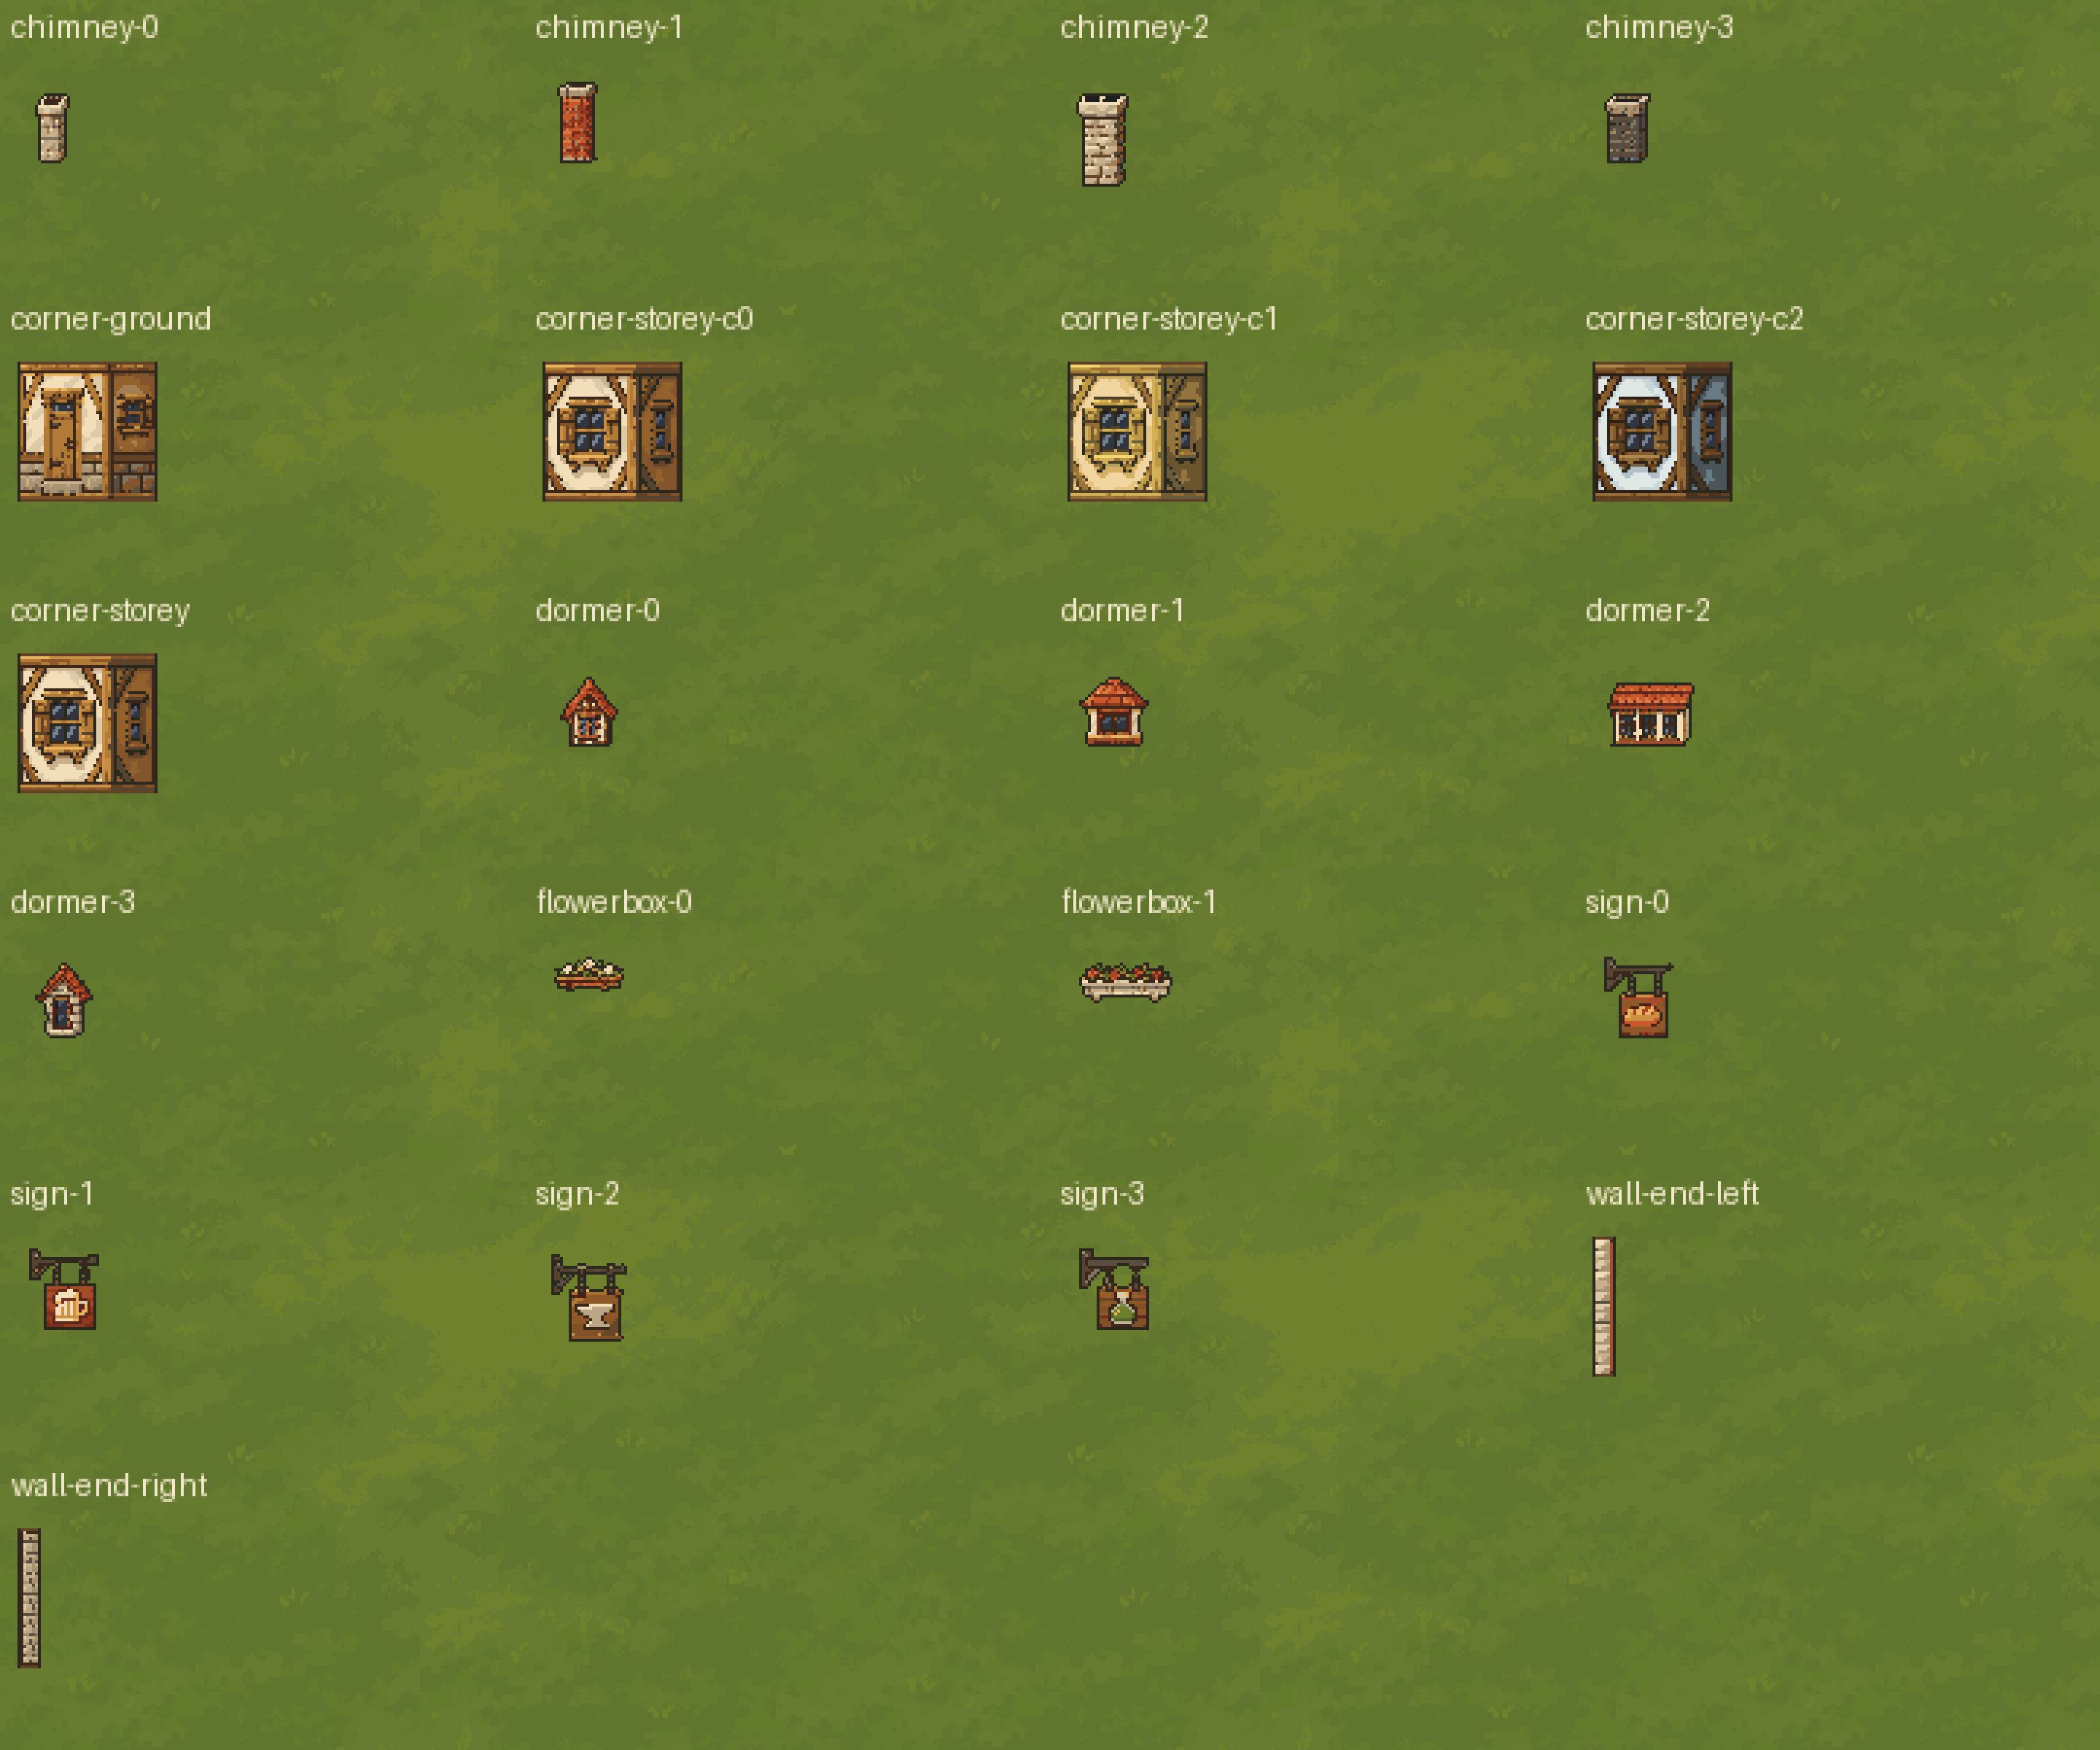 chimney-0
chimney-1
chimney-2
chimney-3
corner-ground
corner-storey-c0
corner-storey-c1
corner-storey-c2
corner-storey
dormer-0
dormer-1
dormer-2
dormer-3
flowerbox-0
flowerbox-1
sign-0
sign-1
sign-2
sign-3
wall-end-left
wall-end-right